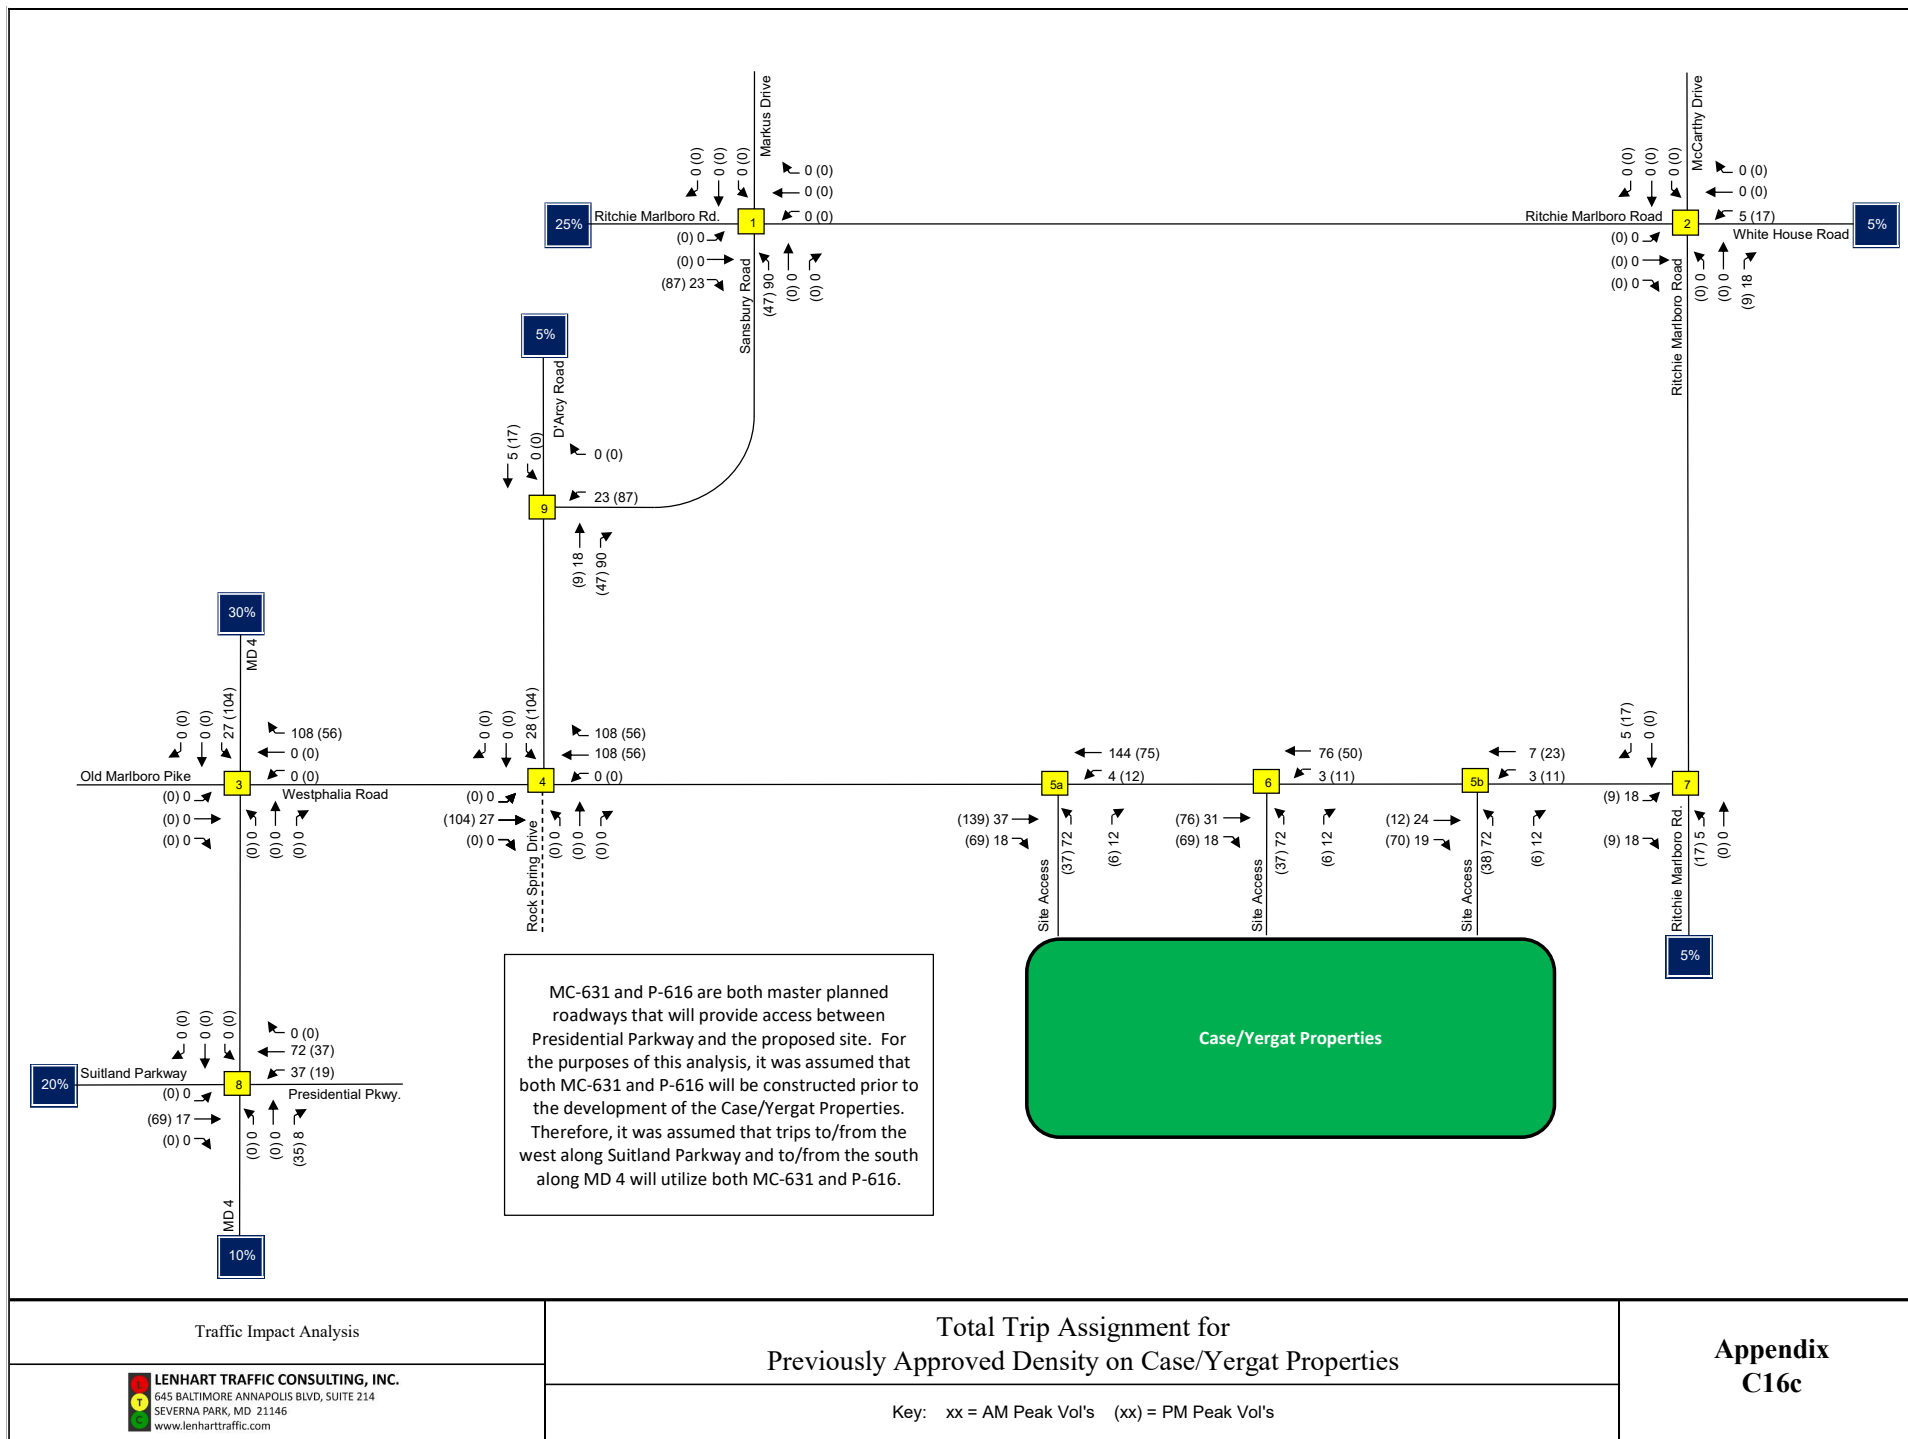 Markus Drive
0 (0)
0 (0)
0 (0)
0 (0)
0 (0)
0 (0)
25%
Ritchie Marlboro Rd.
1
(0) 0
(0) 0
(87) 23
Sansbury Road
(47) 90
(0) 0
(0) 0
McCarthy Drive
0 (0)
0 (0)
0 (0)
0 (0)
0 (0)
5 (17)
Ritchie Marlboro Road
2
White House Road
5%
(0) 0
(0) 0
(0) 0
Ritchie Marlboro Road
(0) 0
(0) 0
(9) 18
5%
D'Arcy Road
5 (17)
0 (0)
0 (0)
23 (87)
9
(9) 18
(47) 90
30%
MD 4
0 (0)
0 (0)
27 (104)
108 (56)
0 (0)
0 (0)
Old Marlboro Pike
3
Westphalia Road
(0) 0
(0) 0
(0) 0
(0) 0
(0) 0
(0) 0
0 (0)
0 (0)
28 (104)
108 (56)
108 (56)
0 (0)
4
(0) 0
(104) 27
(0) 0
Rock Spring Drive
(0) 0
(0) 0
(0) 0
144 (75)
4 (12)
5a
(139) 37
(69) 18
Site Access
(37) 72
(6) 12
76 (50)
3 (11)
6
(76) 31
(69) 18
Site Access
(37) 72
(6) 12
7 (23)
3 (11)
5b
(12) 24
(70) 19
Site Access
(38) 72
(6) 12
5 (17)
0 (0)
7
(9) 18
(9) 18
Ritchie Marlboro Rd.
(17) 5
(0) 0
5%
Case/Yergat Properties
MC-631 and P-616 are both master planned
roadways that will provide access between
Presidential Parkway and the proposed site. For
the purposes of this analysis, it was assumed that
both MC-631 and P-616 will be constructed prior to
the development of the Case/Yergat Properties.
Therefore, it was assumed that trips to/from the
west along Suitland Parkway and to/from the south
along MD 4 will utilize both MC-631 and P-616.
0 (0)
0 (0)
0 (0)
0 (0)
72 (37)
37 (19)
20%
Suitland Parkway
8
Presidential Pkwy.
(0) 0
(69) 17
(0) 0
(0) 0
(0) 0
(35) 8
MD 4
10%
Traffic Impact Analysis
L
T
C
LENHART TRAFFIC CONSULTING, INC.
645 BALTIMORE ANNAPOLIS BLVD, SUITE 214
SEVERNA PARK, MD 21146
www.lenharttraffic.com
Total Trip Assignment for
Previously Approved Density on Case/Yergat Properties
Key: xx = AM Peak Vol's (xx) = PM Peak Vol's
Appendix
C16c